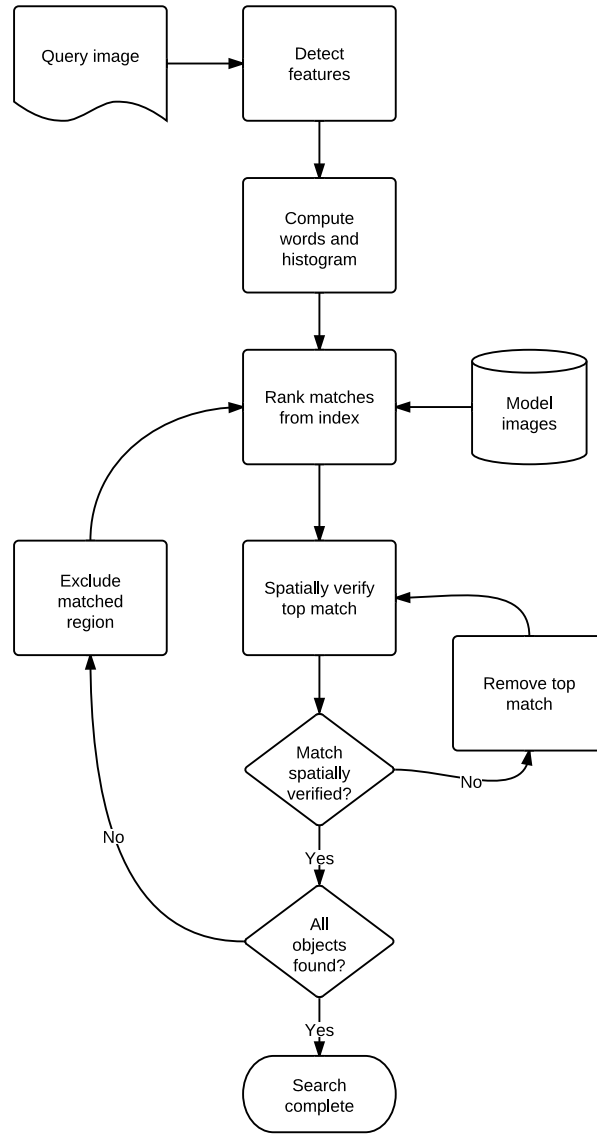 Query image
Detect
features
Compute
words and
histogram
Rank matches
from index
Model
images
Exclude
matched
region
Spatially verify
top match
Remove top
match
Match
spatially
verified?
No
No
Yes
All
objects
found?
Yes
Search
complete